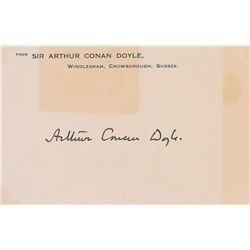 FROM SIR ARTHUR CONAN DOYLE,
WINDLESHAM, CROWBOROUGH, SUSSEX.
Arthur Conan Doyle.